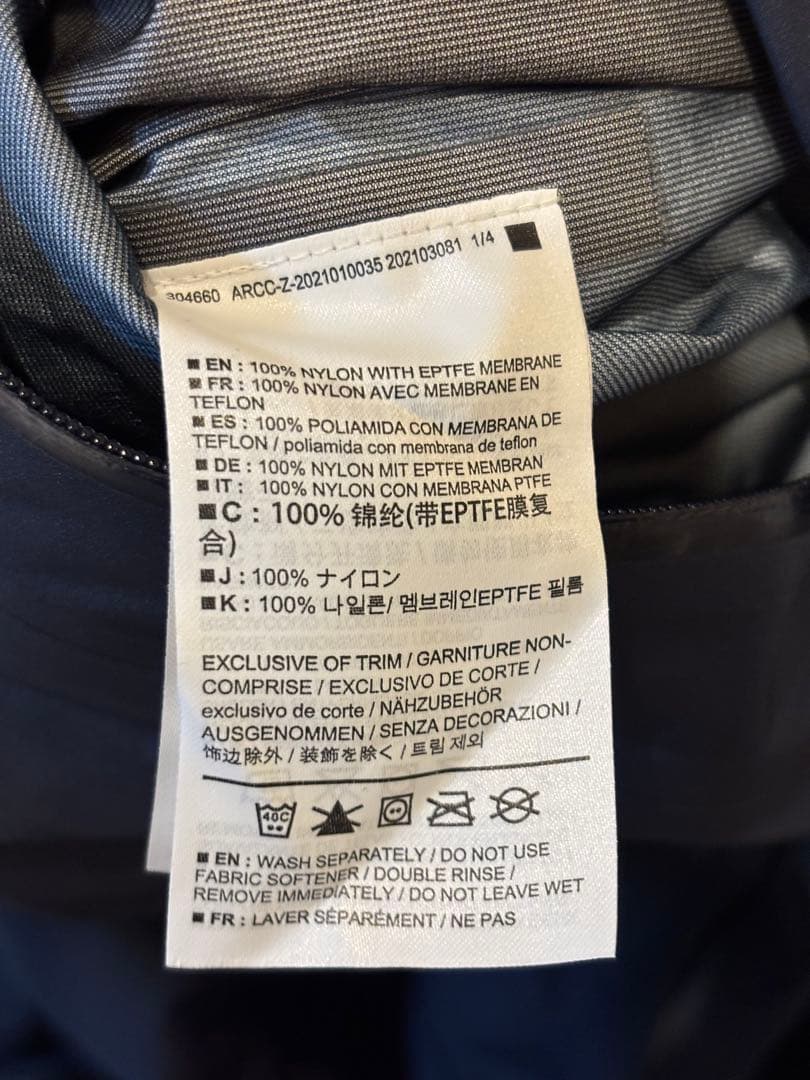 304660 ARCC-Z-2021010035 202103081 1/4
EN : 100% NYLON WITH EPTFE MEMBRANE
FR : 100% NYLON AVEC MEMBRANE EN
TEFLON
ES : 100% POLIAMIDA CON MEMBRANA DE
TEFLON / poliamida con membrana de teflon
DE : 100% NYLON MIT EPTFE MEMBRAN
IT : 100% NYLON CON MEMBRANA PTFE
C : 100% 锦纶(带EPTFE膜复
合)
J : 100% ナイロン
K : 100% 나일론/ 멤브레인EPTFE 필름
EXCLUSIVE OF TRIM / GARNITURE NON-
COMPRISE / EXCLUSIVO DE CORTE /
exclusivo de corte / NÄHZUBEHÖR
AUSGENOMMEN / SENZA DECORAZIONI /
饰边除外 / 装飾を除く / 트림 제외
40C
EN : WASH SEPARATELY / DO NOT USE
FABRIC SOFTENER / DOUBLE RINSE /
REMOVE IMMEDIATELY / DO NOT LEAVE WET
FR : LAVER SÉPARÉMENT / NE PAS